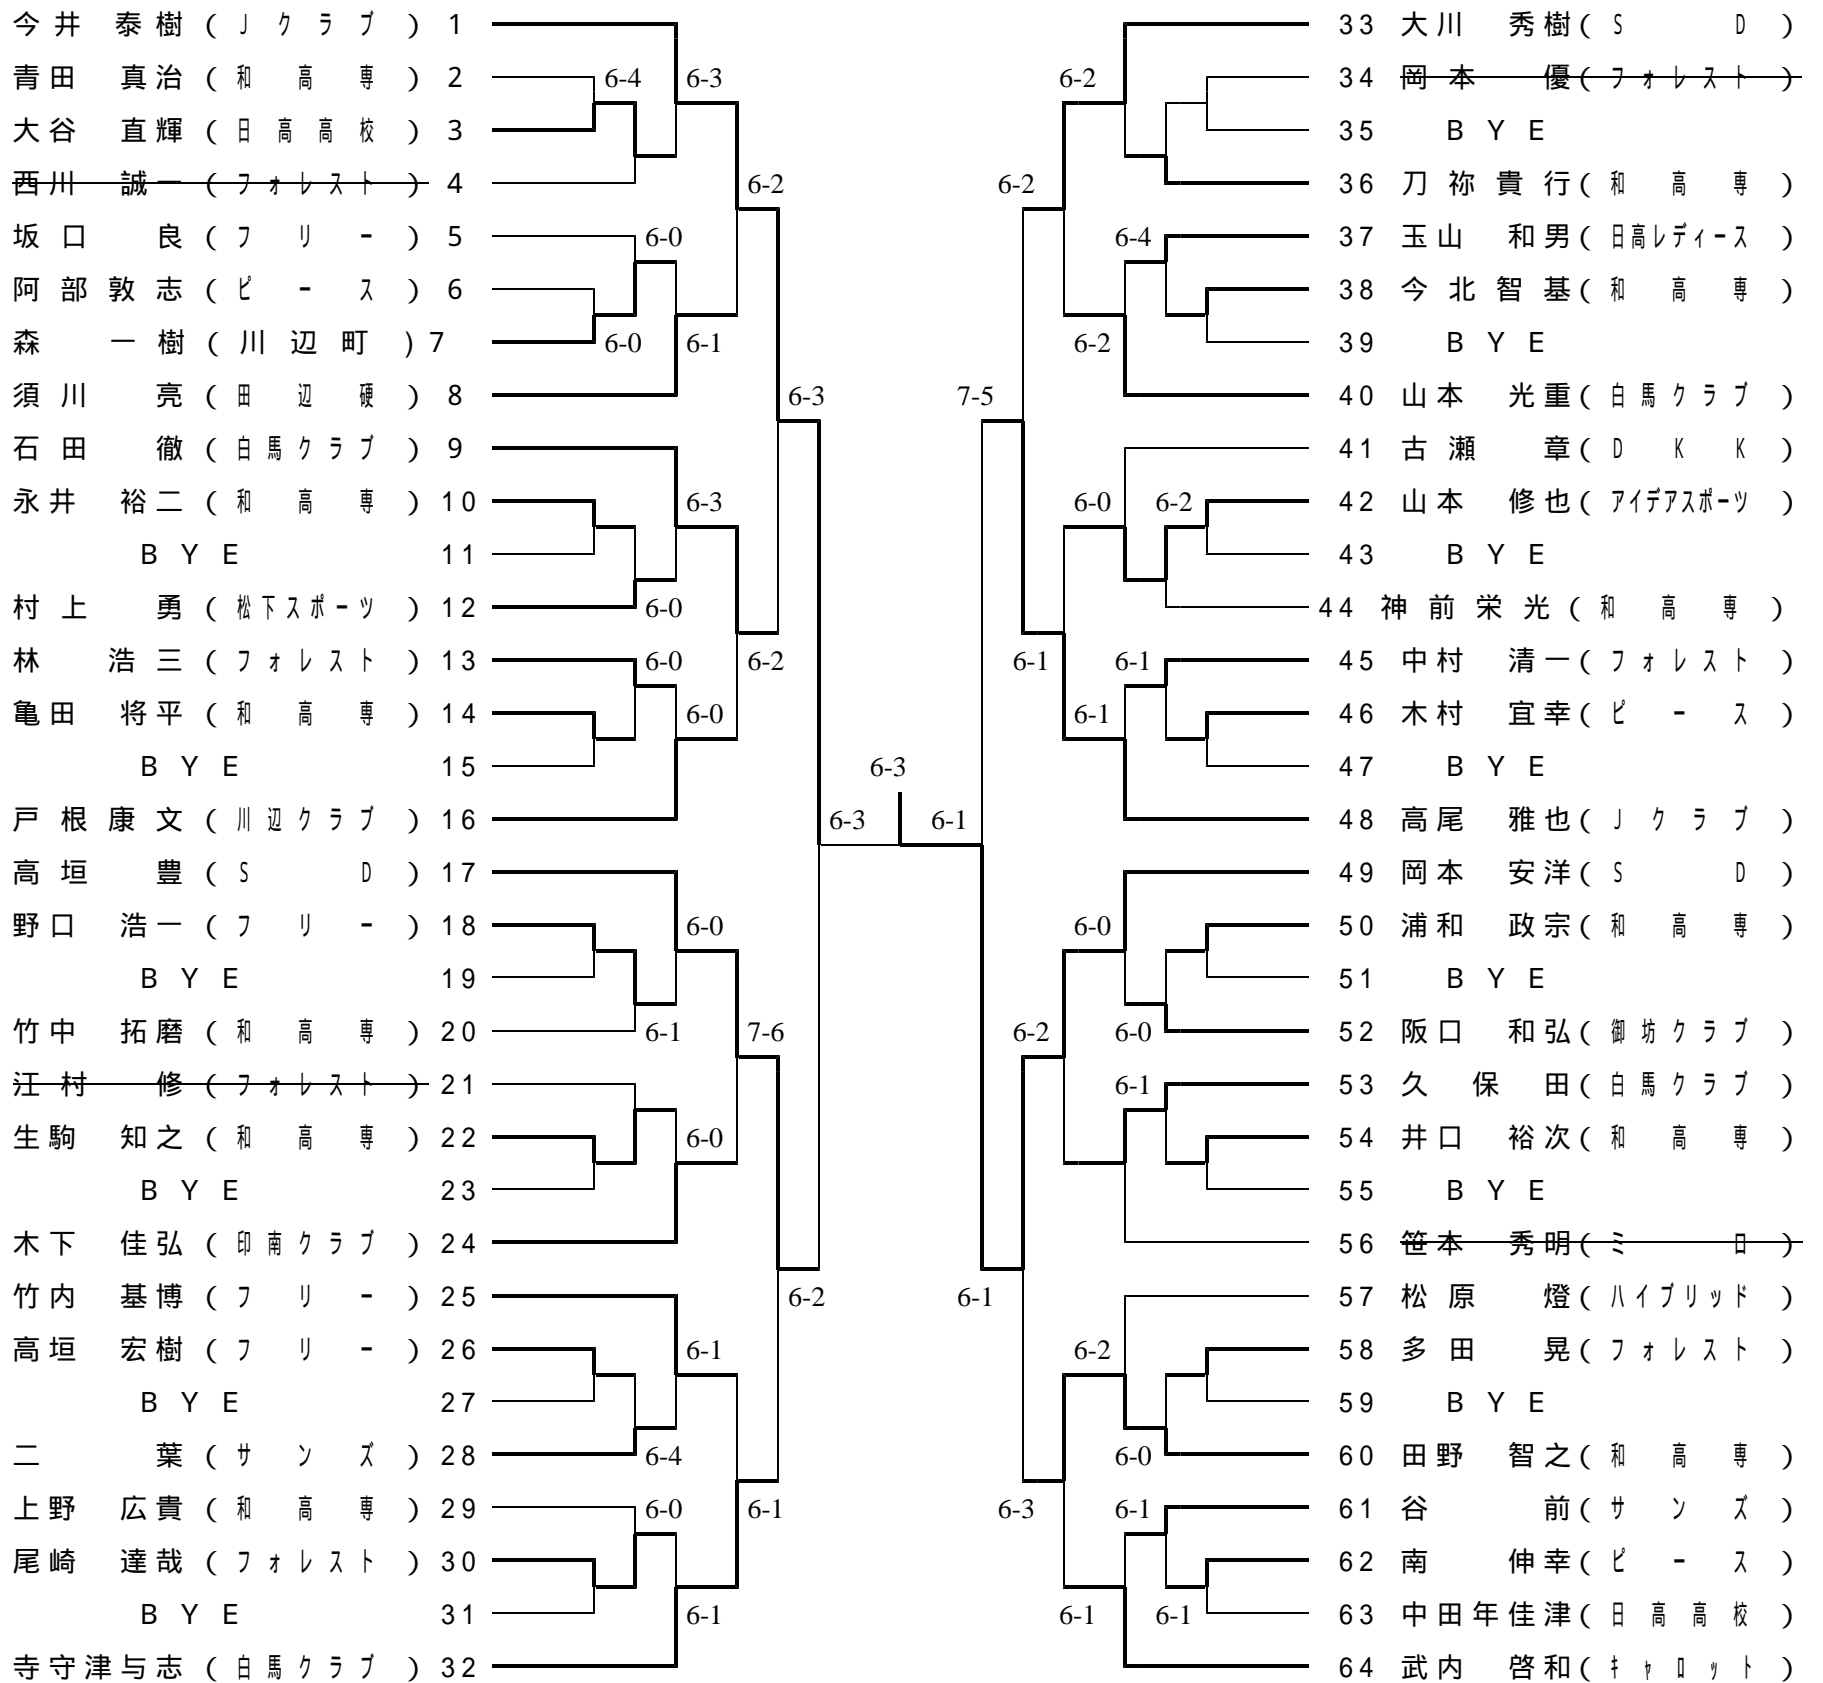 今井 泰樹 ( Jクラブ ) 1
青田 真治 ( 和高専 ) 2
大谷 直輝 ( 日高高校 ) 3
西川 誠一 ( フォレスト ) 4
坂口 良 ( フリー ) 5
阿部敦志 ( ピース ) 6
森 一樹 ( 川辺町 ) 7
須川 亮 ( 田辺硬 ) 8
石田 徹 ( 白馬クラブ ) 9
永井 裕二 ( 和高専 ) 10
BYE 11
村上 勇 ( 松下スポーツ ) 12
林 浩三 ( フォレスト ) 13
亀田 将平 ( 和高専 ) 14
BYE 15
戸根康文 ( 川辺クラブ ) 16
高垣 豊 ( SD ) 17
野口 浩一 ( フリー ) 18
BYE 19
竹中 拓磨 ( 和高専 ) 20
江村 修 ( フォレスト ) 21
生駒 知之 ( 和高専 ) 22
BYE 23
木下 佳弘 ( 印南クラブ ) 24
竹内 基博 ( フリー ) 25
高垣 宏樹 ( フリー ) 26
BYE 27
二 葉 ( サンズ ) 28
上野 広貴 ( 和高専 ) 29
尾崎 達哉 ( フォレスト ) 30
BYE 31
寺守津与志 ( 白馬クラブ ) 32
6-4
6-0
6-0
6-0
6-0
6-1
6-4
6-0
6-3
6-1
6-3
6-0
6-0
6-0
6-1
6-1
6-2
6-2
7-6
6-1
6-3
6-2
6-3
6-3
6-1
7-5
6-1
6-2
6-1
6-2
6-3
6-2
6-2
6-0
6-1
6-0
6-2
6-1
6-4
6-2
6-1
6-0
6-1
6-0
6-1
6-1
33 大川 秀樹 ( SD )
34 岡本 優 ( フォレスト )
35 BYE
36 刀祢貴行 ( 和高専 )
37 玉山 和男 ( 日高レディース )
38 今北智基 ( 和高専 )
39 BYE
40 山本 光重 ( 白馬クラブ )
41 古瀬 章 ( DKK )
42 山本 修也 ( アイデアスポーツ )
43 BYE
44 神前栄光 ( 和高専 )
45 中村 清一 ( フォレスト )
46 木村 宜幸 ( ピース )
47 BYE
48 高尾 雅也 ( Jクラブ )
49 岡本 安洋 ( SD )
50 浦和 政宗 ( 和高専 )
51 BYE
52 阪口 和弘 ( 御坊クラブ )
53 久保田 ( 白馬クラブ )
54 井口 裕次 ( 和高専 )
55 BYE
56 笹本 秀明 ( ミロ )
57 松原 燈 ( ハイブリッド )
58 多田 晃 ( フォレスト )
59 BYE
60 田野 智之 ( 和高専 )
61 谷 前 ( サンズ )
62 南 伸幸 ( ピース )
63 中田年佳津 ( 日高高校 )
64 武内 啓和 ( キャロット )